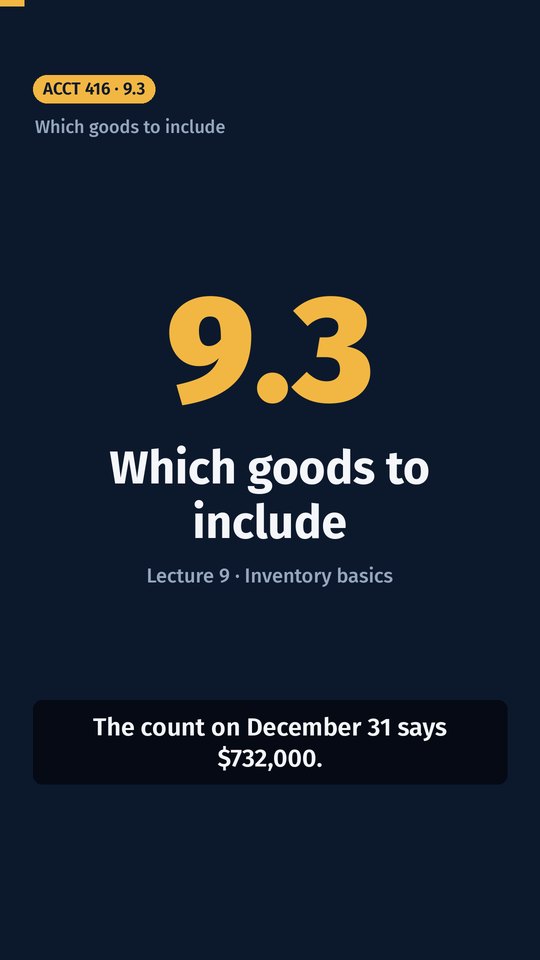 ACCT 416 · 9.3
Which goods to include
9.3
Which goods to
include
Lecture 9 · Inventory basics
The count on December 31 says
$732,000.